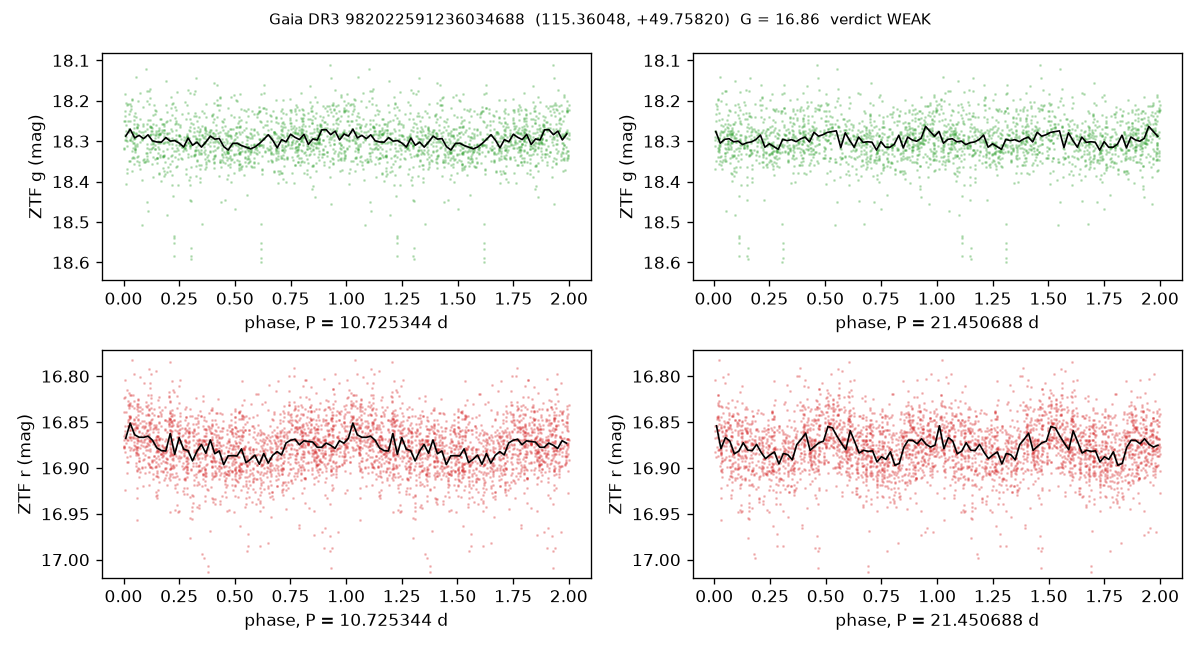 Gaia DR3 982022591236034688  (115.36048, +49.75820)  G = 16.86  verdict WEAK
18.1
18.2
18.3
18.4
18.5
18.6
ZTF g (mag)
0.00 0.25 0.50 0.75 1.00 1.25 1.50 1.75 2.00
phase, P = 10.725344 d
18.1
18.2
18.3
18.4
18.5
18.6
ZTF g (mag)
0.00 0.25 0.50 0.75 1.00 1.25 1.50 1.75 2.00
phase, P = 21.450688 d
16.80
16.85
16.90
16.95
17.00
ZTF r (mag)
0.00 0.25 0.50 0.75 1.00 1.25 1.50 1.75 2.00
phase, P = 10.725344 d
16.80
16.85
16.90
16.95
17.00
ZTF r (mag)
0.00 0.25 0.50 0.75 1.00 1.25 1.50 1.75 2.00
phase, P = 21.450688 d